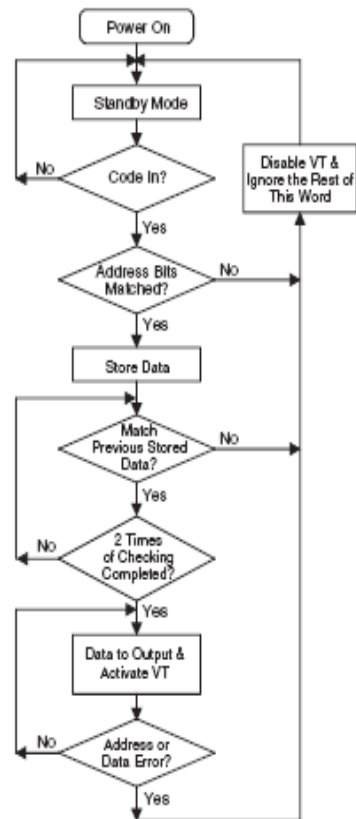 Power On
Standby Mode
No
Code In?
Disable VT &
Ignore the Rest of
This Word
Yes
Address Bits
Matched?
No
Yes
Store Data
Match
Previous Stored
Data?
No
Yes
No
2 Times
of Checking
Completed?
Yes
Data to Output &
Activate VT
No
Address or
Data Error?
Yes